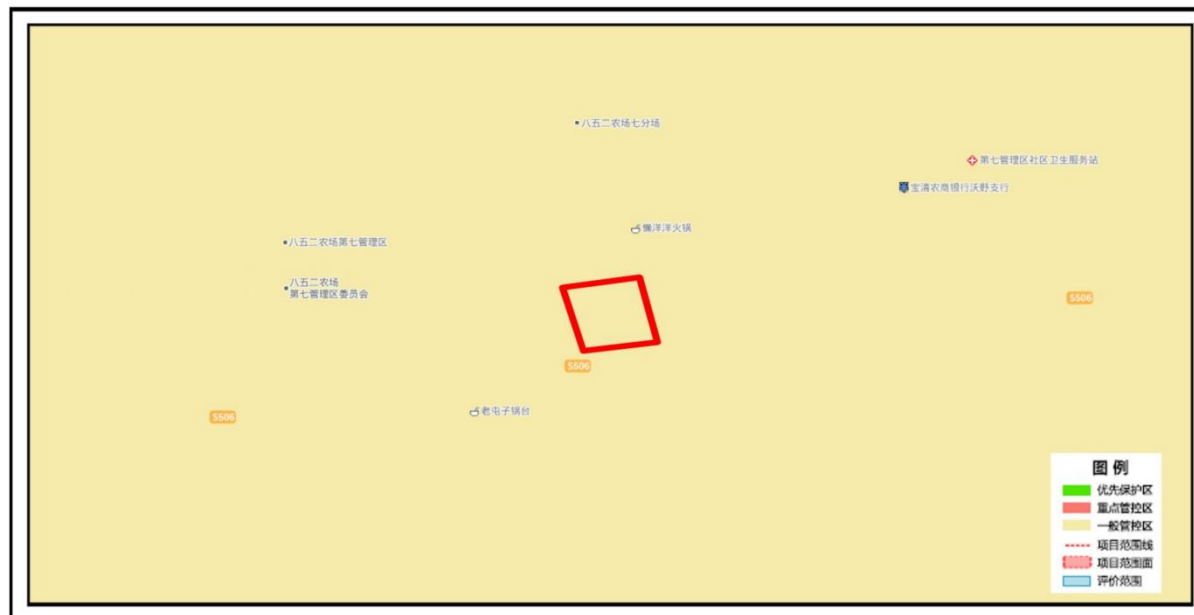 八五二农场七分场
第七管理区社区卫生服务站
宝清农商银行沃野支行
懒洋洋火锅
八五二农场第七管理区
八五二农场
第七管理区委员会
S506
S506
S506
老屯子锅台
图例
优先保护区
重点管控区
一般管控区
项目范围线
项目范围面
评价范围